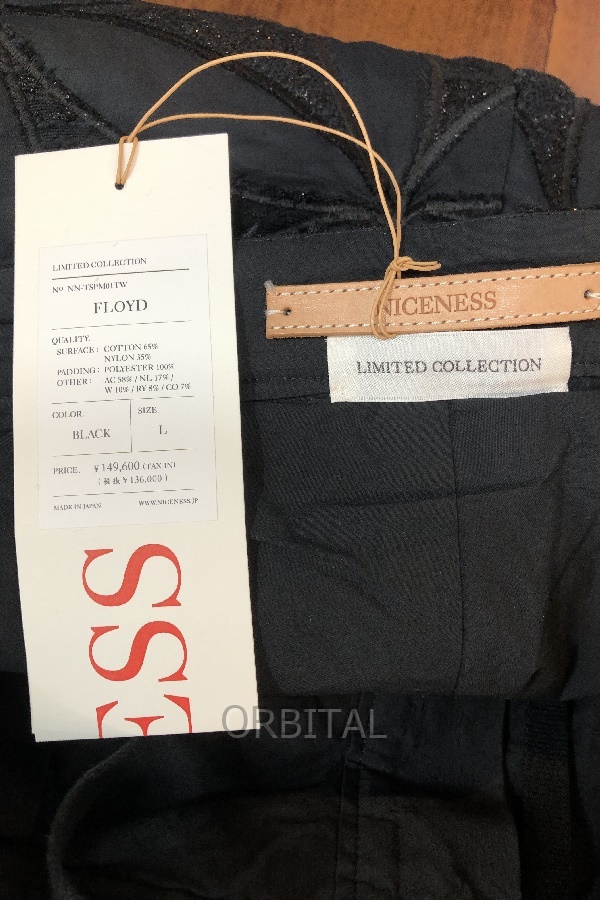 LIMITED COLLECTION
No NN-TSPM01TW
FLOYD
QUALITY
SURFACE : COTTON 65%
NYLON 35%
PADDING : POLYESTER 100%
OTHER : AC 58% / NL 17% /
W 10% / RY 8% / CO 7%
COLOR
BLACK
SIZE
L
PRICE. ¥149,600 (TAX IN)
( 税抜 ¥136,000 )
MADE IN JAPAN
WWW.NICENESS.JP
ESS
NICENESS
LIMITED COLLECTION
ORBITAL